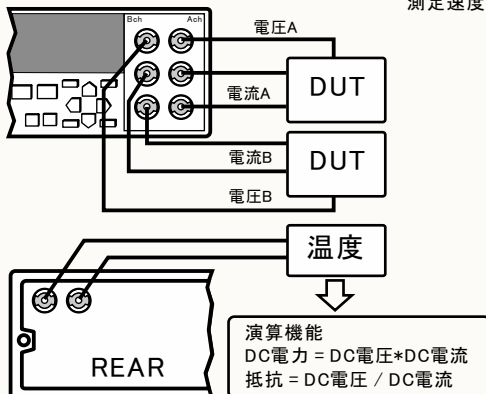 測定速度
Bch
Ach
電圧A
電流A
DUT
電流B
DUT
電圧B
温度
REAR
演算機能
DC電力 = DC電圧*DC電流
抵抗 = DC電圧 / DC電流